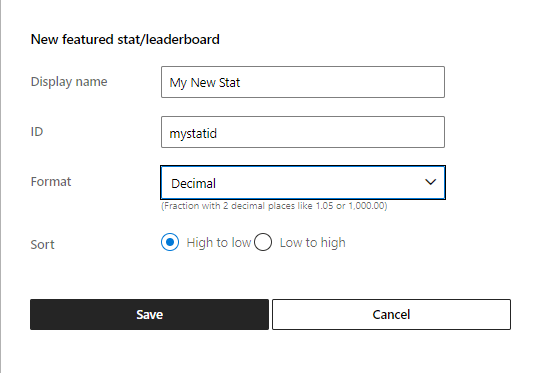 New featured stat/leaderboard
Display name My New Stat
ID mystatid
Format Decimal
(Fraction with 2 decimal places like 1.05 or 1,000.00)
Sort High to low Low to high
Save Cancel